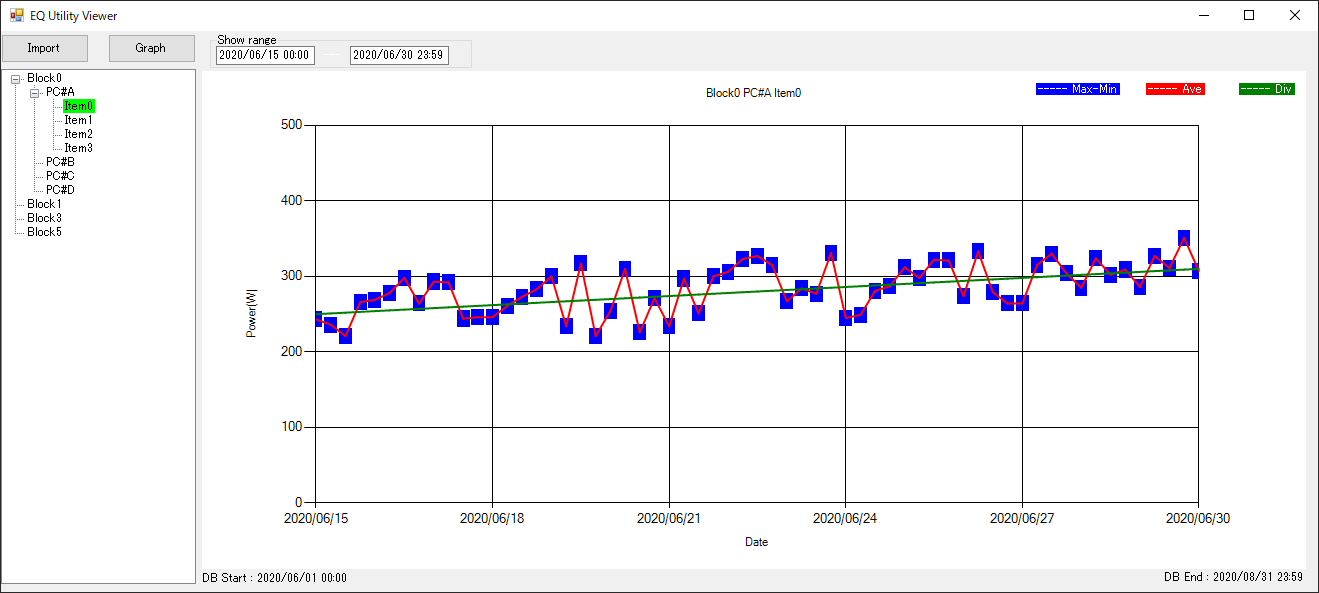 EQ Utility Viewer
Import
Graph
Show range
2020/06/15 00:00
2020/06/30 23:59
Block0
PC#A
Item0
Item1
Item2
Item3
PC#B
PC#C
PC#D
Block1
Block3
Block5
Block0 PC#A Item0
----- Max-Min
----- Ave
----- Div
500
400
300
200
100
0
Power[W]
2020/06/15 2020/06/18 2020/06/21 2020/06/24 2020/06/27 2020/06/30
Date
DB Start : 2020/06/01 00:00
DB End : 2020/08/31 23:59